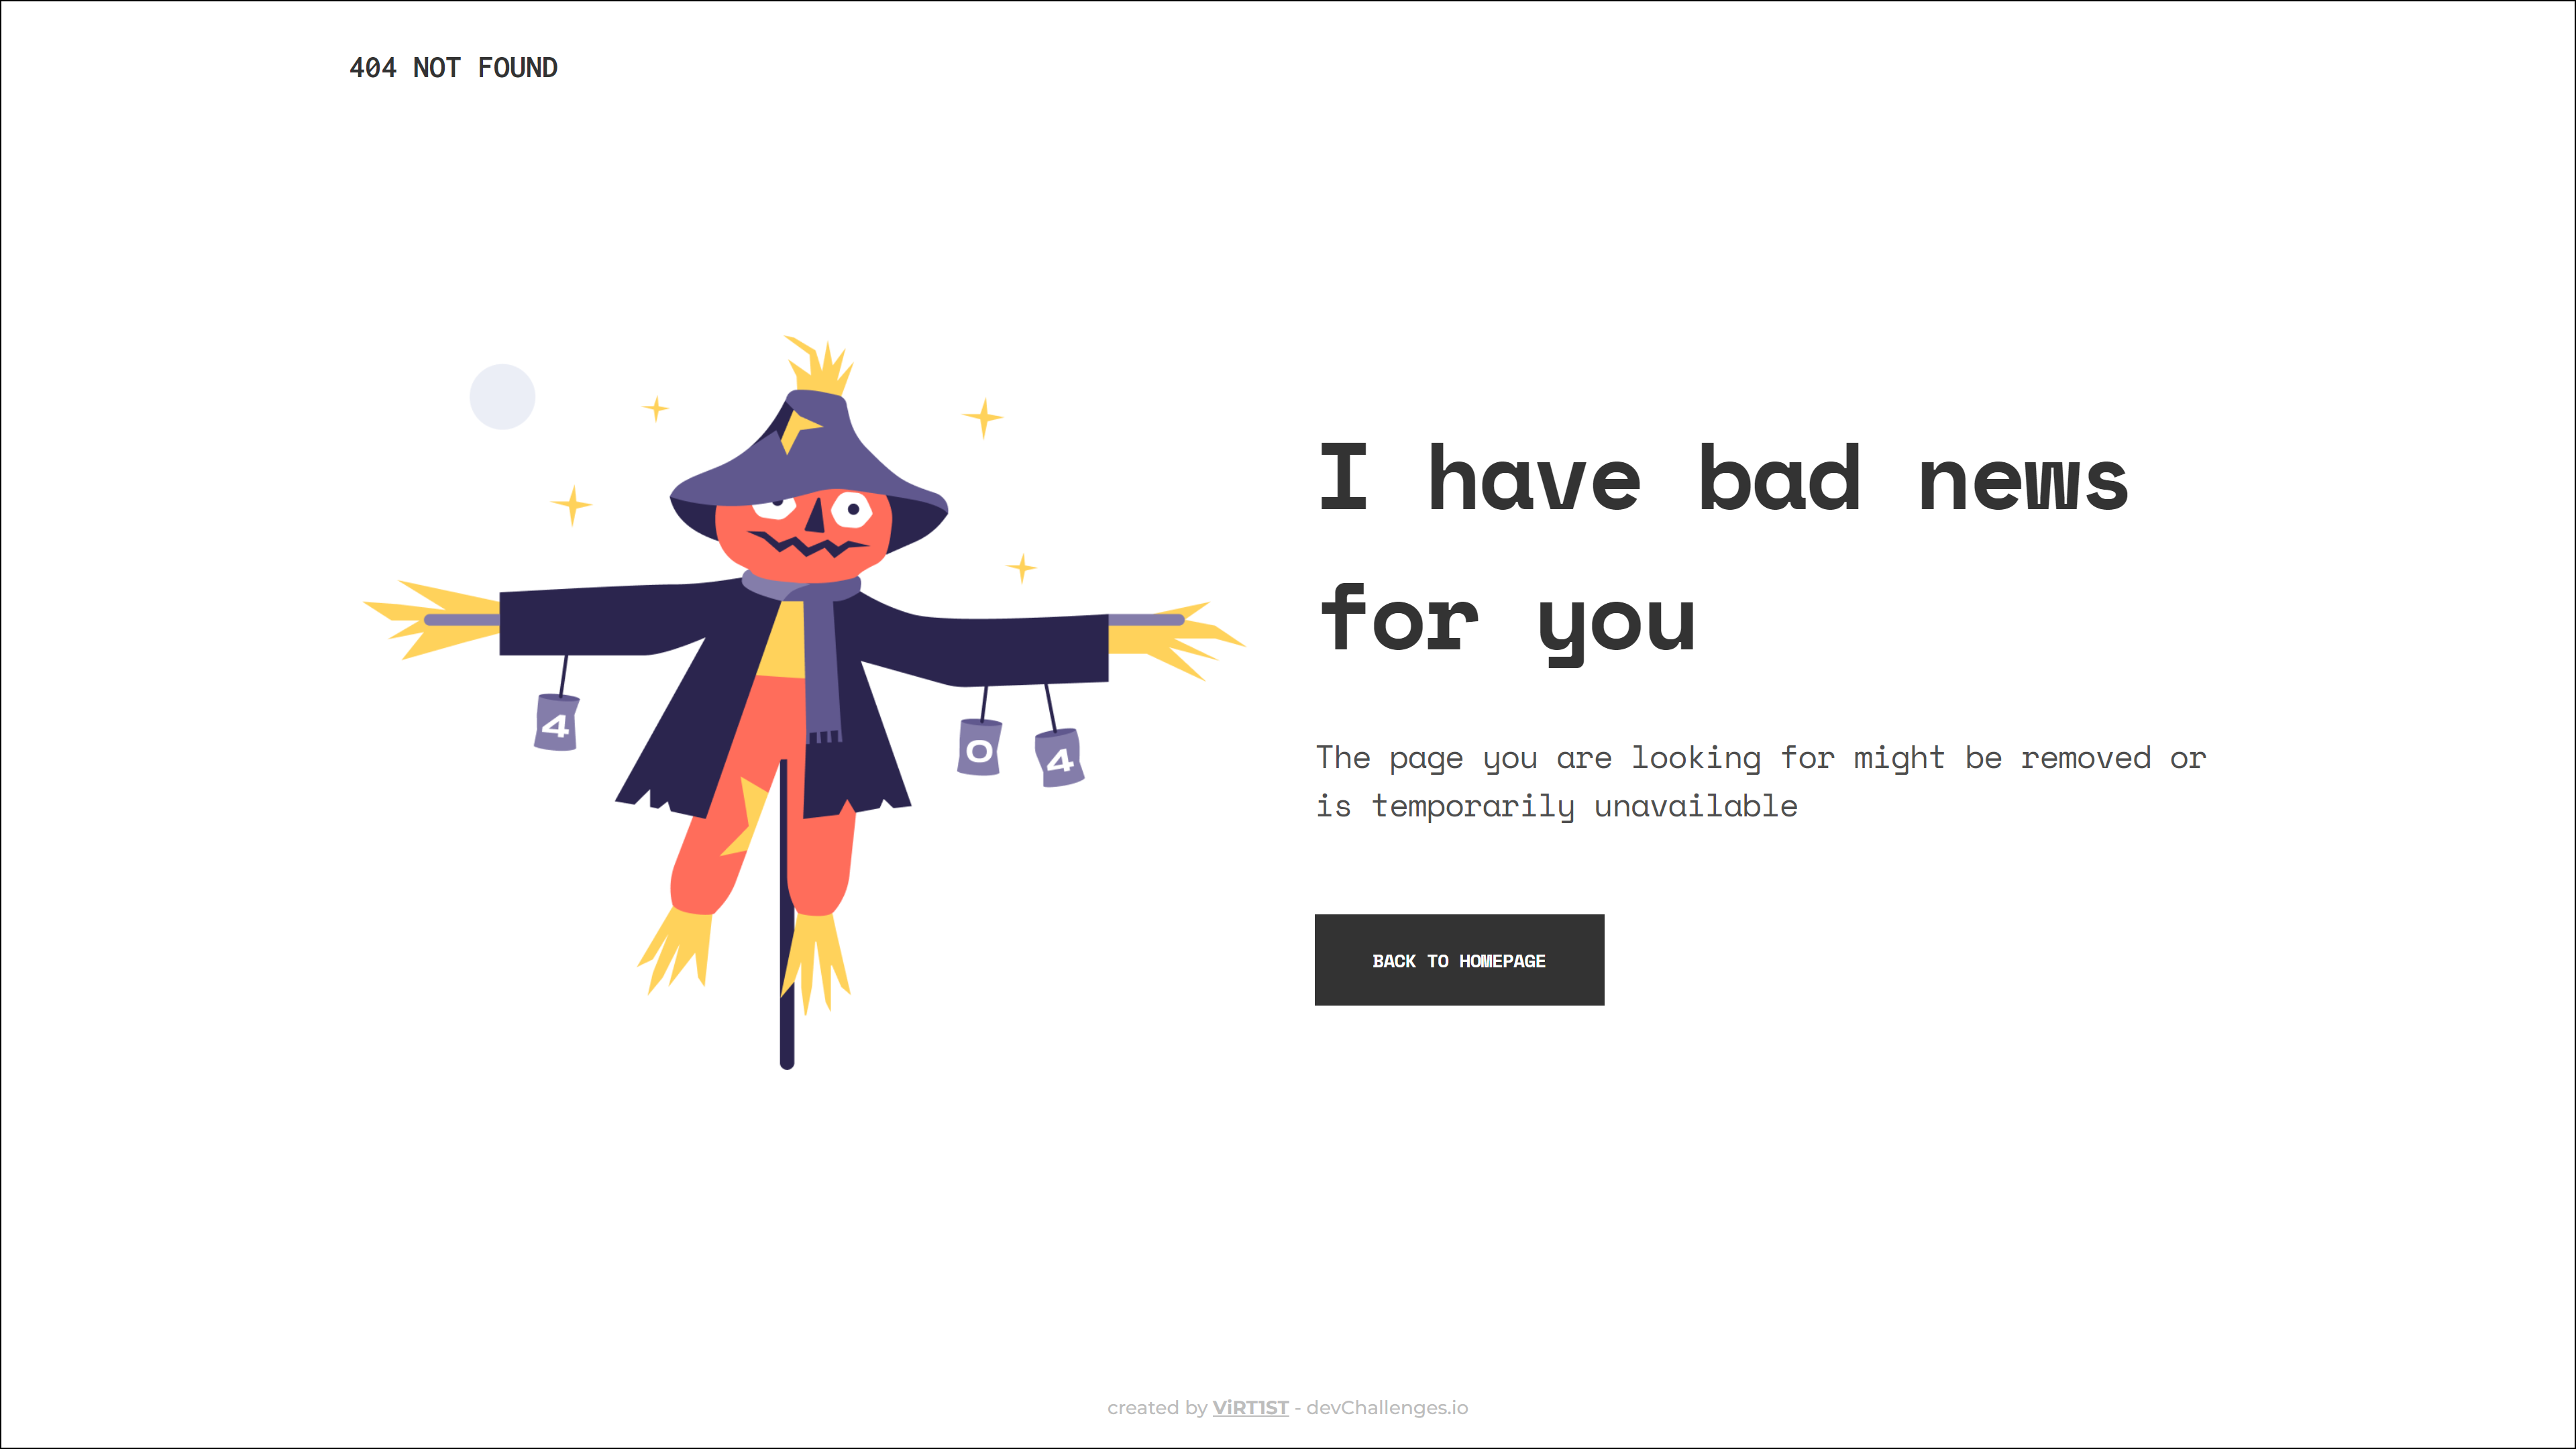 404 NOT FOUND
4
0
4
I have bad news
for you
The page you are looking for might be removed or
is temporarily unavailable
BACK TO HOMEPAGE
created by ViRT1ST - devChallenges.io